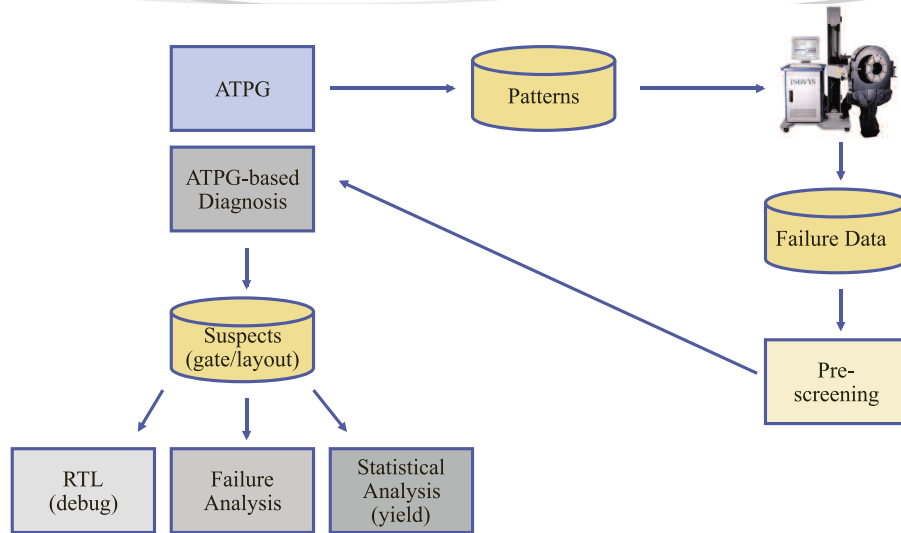 ATPG
Patterns
INOVYS
ATPG-based
Diagnosis
Failure Data
Suspects
(gate/layout)
Pre-
screening
RTL
(debug)
Failure
Analysis
Statistical
Analysis
(yield)